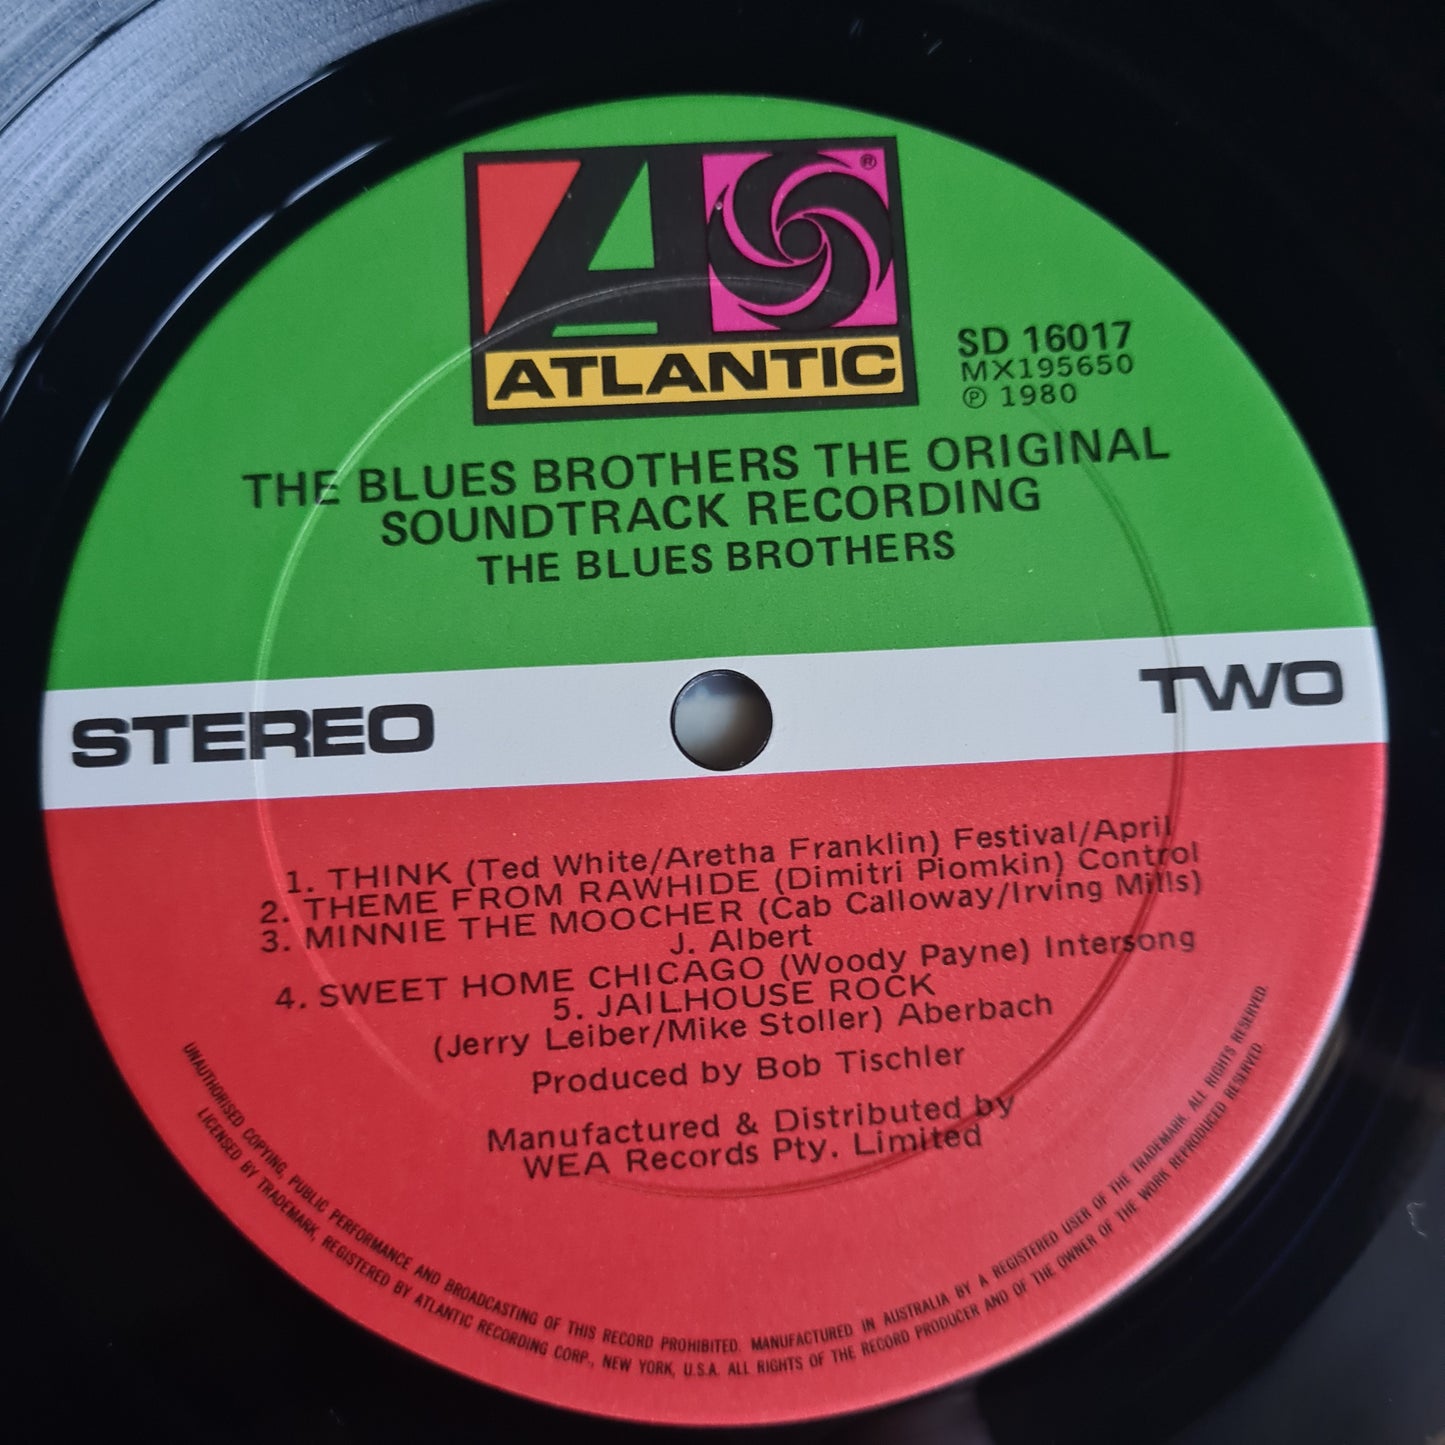 ®
ATLANTIC
SD 16017
MX195650
℗ 1980
THE BLUES BROTHERS THE ORIGINAL
SOUNDTRACK RECORDING
THE BLUES BROTHERS
STEREO
TWO
1. THINK (Ted White/Aretha Franklin) Festival/April
2. THEME FROM RAWHIDE (Dimitri Piomkin) Control
3. MINNIE THE MOOCHER (Cab Calloway/Irving Mills)
J. Albert
4. SWEET HOME CHICAGO (Woody Payne) Intersong
5. JAILHOUSE ROCK
(Jerry Leiber/Mike Stoller) Aberbach
Produced by Bob Tischler
Manufactured & Distributed by
WEA Records Pty. Limited
UNAUTHORISED COPYING, PUBLIC PERFORMANCE AND BROADCASTING OF THIS RECORD PROHIBITED. MANUFACTURED IN AUSTRALIA BY A REGISTERED USER OF THE TRADEMARK. ALL RIGHTS RESERVED.
LICENSED BY TRADEMARK, REGISTERED BY ATLANTIC RECORDING CORP., NEW YORK, U.S.A. ALL RIGHTS OF THE RECORD PRODUCER AND OF THE OWNER OF THE WORK REPRODUCED RESERVED.